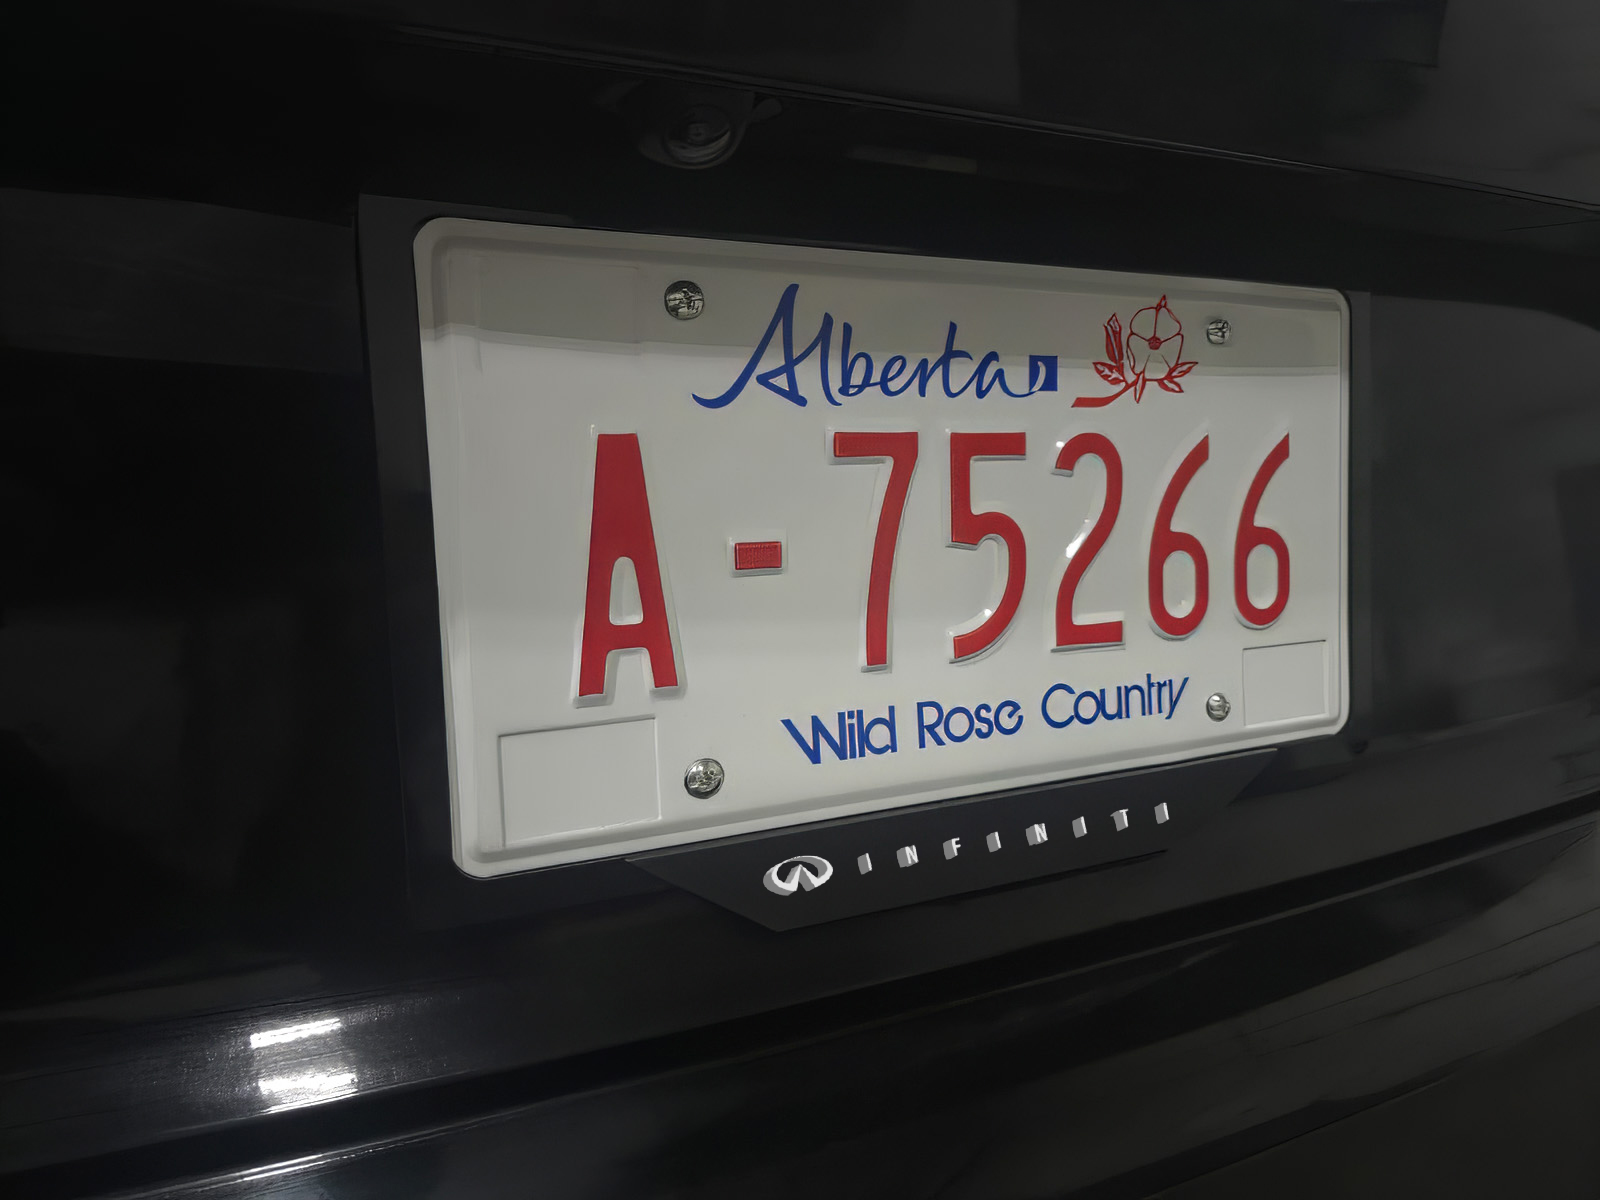 Alberta
A-75266
Wild Rose Country
INFINITI